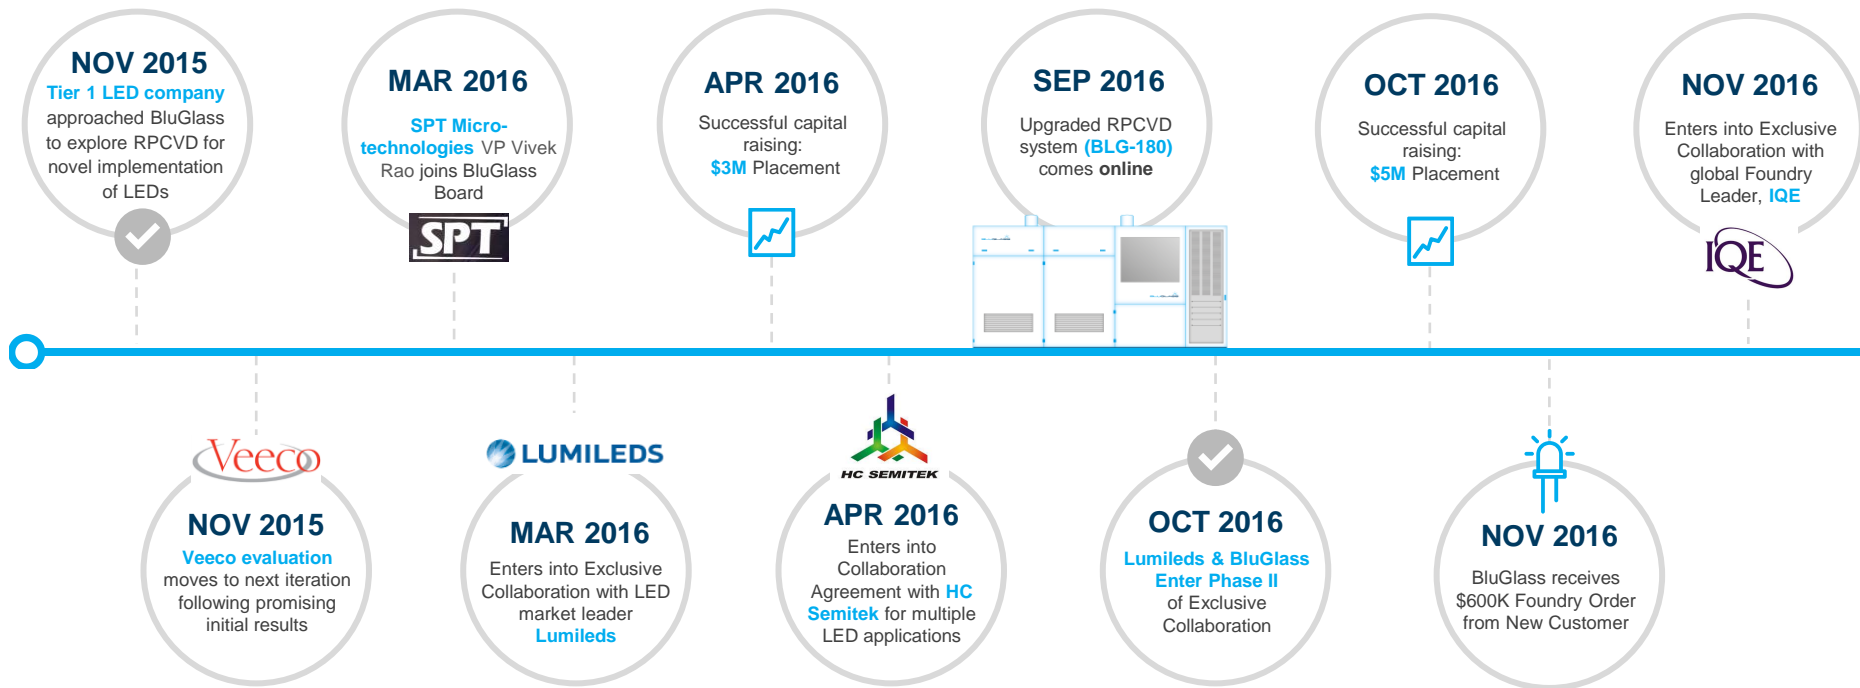 NOV 2015
Tier 1 LED company
approached BluGlass
to explore RPCVD for
novel implementation
of LEDs
MAR 2016
SPT Micro-
technologies VP Vivek
Rao joins BluGlass
Board
SPT
APR 2016
Successful capital
raising:
$3M Placement
SEP 2016
Upgraded RPCVD
system (BLG-180)
comes online
OCT 2016
Successful capital
raising:
$5M Placement
NOV 2016
Enters into Exclusive
Collaboration with
global Foundry
Leader, IQE
IQE
Veeco
NOV 2015
Veeco evaluation
moves to next iteration
following promising
initial results
LUMILEDS
MAR 2016
Enters into Exclusive
Collaboration with LED
market leader
Lumileds
HC SEMITEK
APR 2016
Enters into
Collaboration
Agreement with HC
Semitek for multiple
LED applications
OCT 2016
Lumileds & BluGlass
Enter Phase II
of Exclusive
Collaboration
NOV 2016
BluGlass receives
$600K Foundry Order
from New Customer